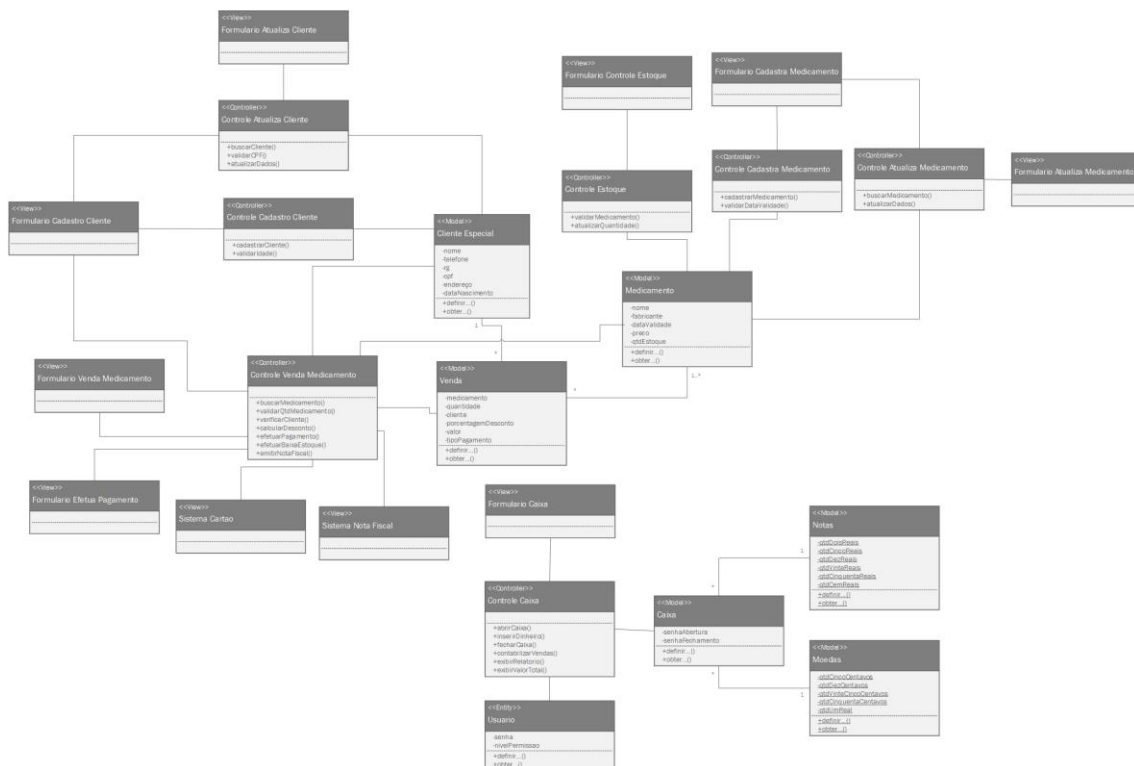 <<View>>
Formulario Atualiza Cliente
<<Controller>>
Controle Atualiza Cliente
+buscarCliente()
+validarCPF()
+atualizarDados()
<<View>>
Formulario Cadastro Cliente
<<Controller>>
Controle Cadastro Cliente
+cadastrarCliente()
+validarIdade()
<<Model>>
Cliente Especial
-nome
-telefone
-rg
-cpf
-endereço
-dataNascimento
+definir...()
+obter...()
1
*
<<View>>
Formulario Controle Estoque
<<Controller>>
Controle Estoque
+validarMedicamento()
+atualizarQuantidade()
<<View>>
Formulario Cadastra Medicamento
<<Controller>>
Controle Cadastra Medicamento
+cadastrarMedicamento()
+validarDataValidade()
<<Controller>>
Controle Atualiza Medicamento
+buscarMedicamento()
+atualizarDados()
<<View>>
Formulario Atualiza Medicamento
<<Model>>
Medicamento
-nome
-fabricante
-dataValidade
-preco
-qtdEstoque
+definir...()
+obter...()
1..*
*
<<View>>
Formulario Venda Medicamento
<<Controller>>
Controle Venda Medicamento
+buscarMedicamento()
+validarQtdMedicamento()
+verificarCliente()
+calcularDesconto()
+efetuarPagamento()
+efetuarBaixaEstoque()
+emitirNotaFiscal()
<<Model>>
Venda
-medicamento
-quantidade
-cliente
-porcentagemDesconto
-valor
-tipoPagamento
+definir...()
+obter...()
<<View>>
Formulario Efetua Pagamento
<<View>>
Sistema Cartao
<<View>>
Sistema Nota Fiscal
<<View>>
Formulario Caixa
<<Controller>>
Controle Caixa
+abrirCaixa()
+inserirDinheiro()
+fecharCaixa()
+contabilizarVendas()
+exibirRelatorio()
+exibirValorTotal()
<<Entity>>
Usuario
-senha
-nivelPermissao
+definir...()
+obter...()
<<Model>>
Caixa
-senhaAbertura
-senhaFechamento
+definir...()
+obter...()
*
1
*
1
<<Model>>
Notas
-qtdDoisReais
-qtdCincoReais
-qtdDezReais
-qtdVinteReais
-qtdCinquentaReais
-qtdCemReais
+definir...()
+obter...()
<<Model>>
Moedas
-qtdCincoCentavos
-qtdDezCentavos
-qtdVinteCincoCentavos
-qtdCinquentaCentavos
-qtdUmReal
+definir...()
+obter...()